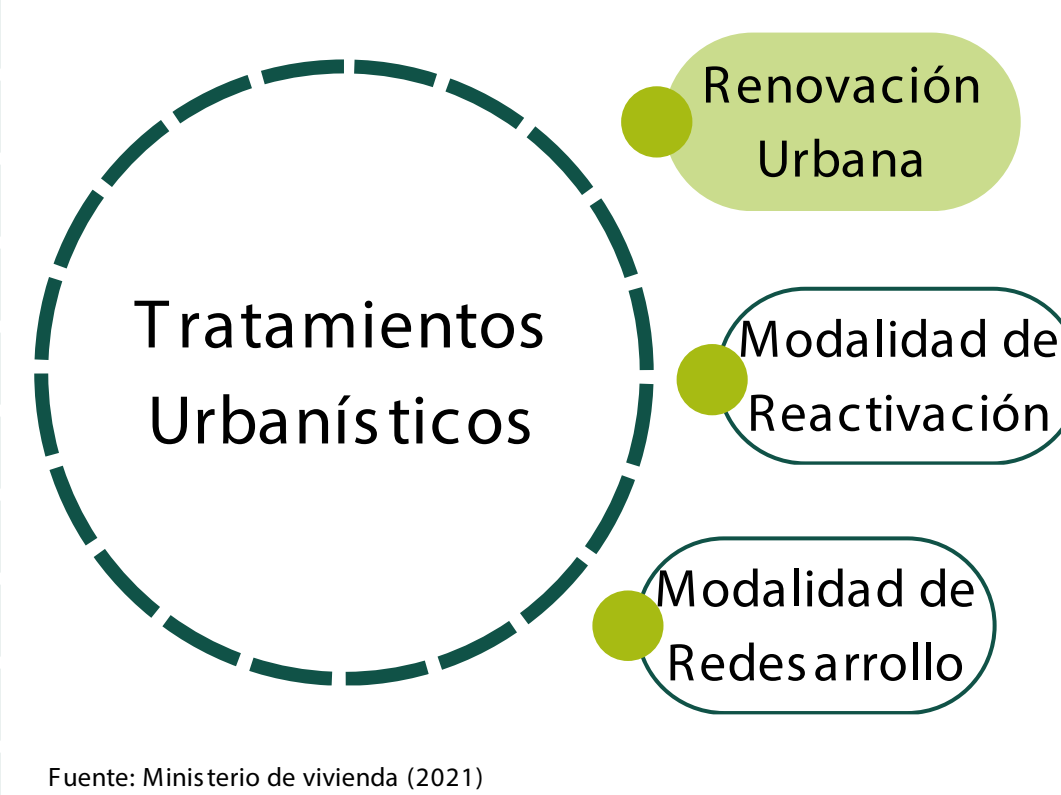 Renovación
Urbana
Tratamientos
Urbanísticos
Modalidad de
Reactivación
Modalidad de
Redesarrollo
Fuente: Ministerio de vivienda (2021)